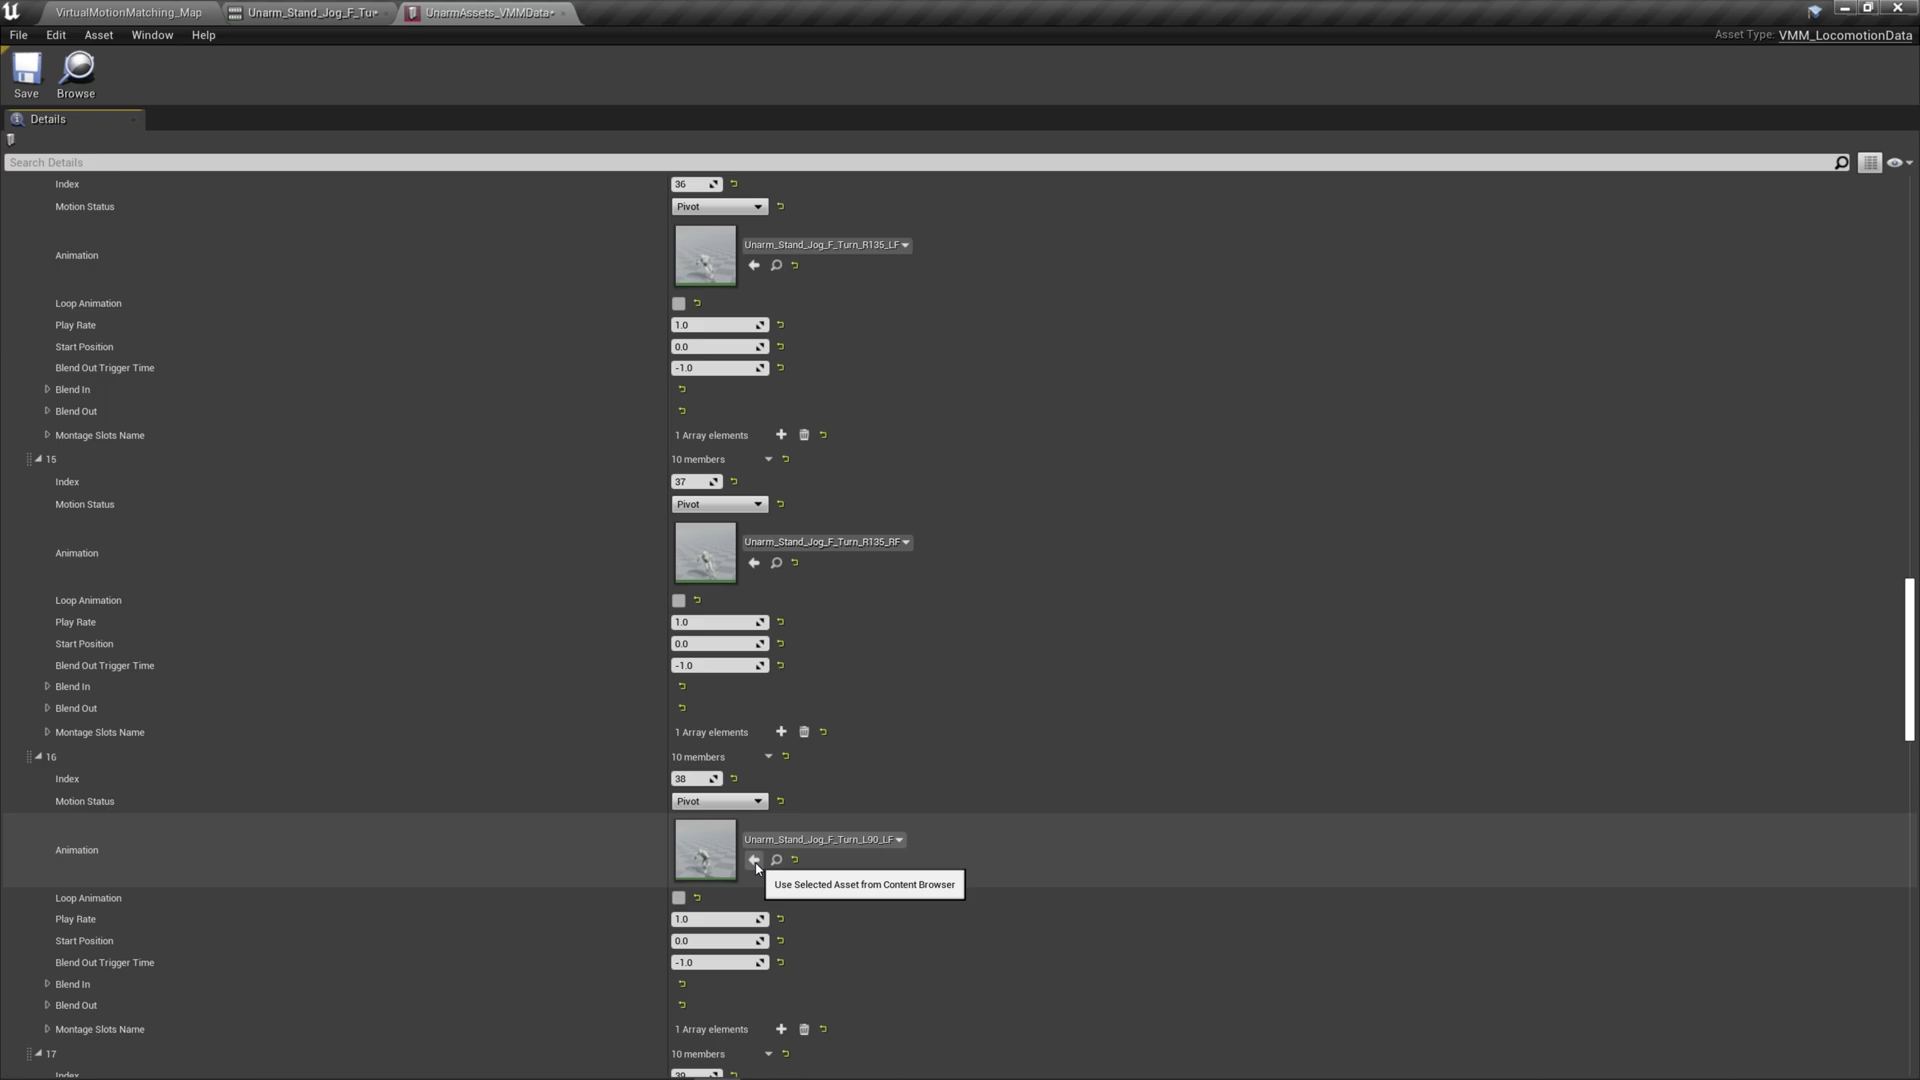 VirtualMotionMatching_Map
Unarm_Stand_Jog_F_Tu
UnarmAssets_VMMData•
File Edit Asset Window Help
Asset Type: VMM_LocomotionData
Save Browse
Details
Search Details
Index 36
Motion Status Pivot
Unarm_Stand_Jog_F_Turn_R135_LF
Animation
Loop Animation
Play Rate 1.0
Start Position 0.0
Blend Out Trigger Time -1.0
Blend In
Blend Out
Montage Slots Name 1 Array elements
15 10 members
Index 37
Motion Status Pivot
Unarm_Stand_Jog_F_Turn_R135_RF
Animation
Loop Animation
Play Rate 1.0
Start Position 0.0
Blend Out Trigger Time -1.0
Blend In
Blend Out
Montage Slots Name 1 Array elements
16 10 members
Index 38
Motion Status Pivot
Unarm_Stand_Jog_F_Turn_L90_LF
Animation
Use Selected Asset from Content Browser
Loop Animation
Play Rate 1.0
Start Position 0.0
Blend Out Trigger Time -1.0
Blend In
Blend Out
Montage Slots Name 1 Array elements
17 10 members
Index 39